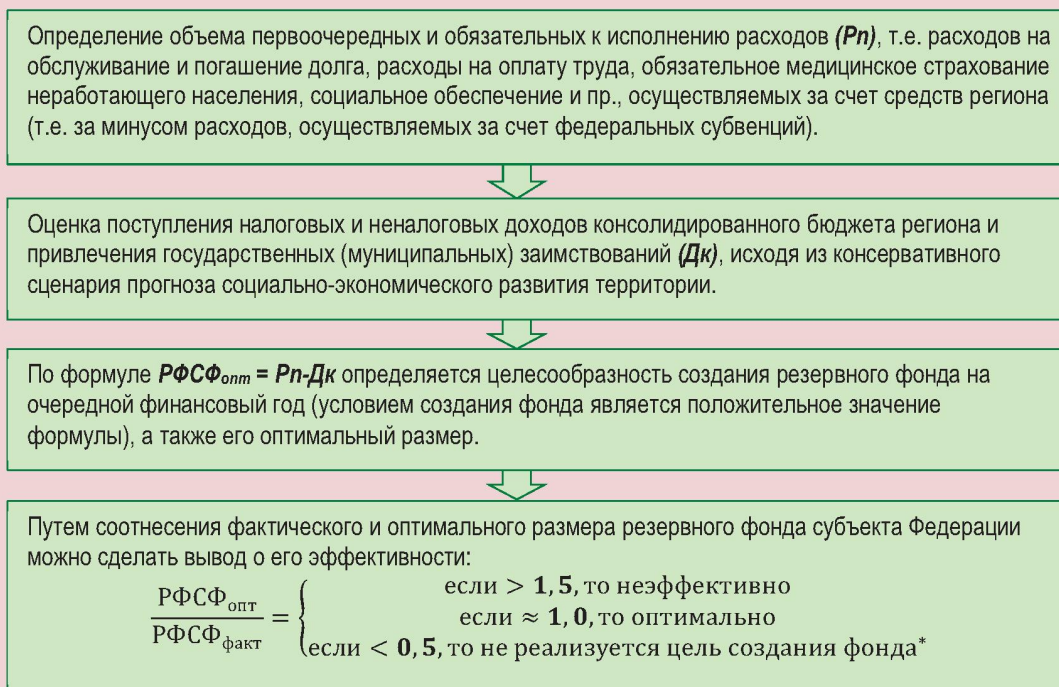 Определение объема первоочередных и обязательных к исполнению расходов (Рп), т.е. расходов на
обслуживание и погашение долга, расходы на оплату труда, обязательное медицинское страхование
неработающего населения, социальное обеспечение и пр., осуществляемых за счет средств региона
(т.е. за минусом расходов, осуществляемых за счет федеральных субвенций).
Оценка поступления налоговых и неналоговых доходов консолидированного бюджета региона и
привлечения государственных (муниципальных) заимствований (Дк), исходя из консервативного
сценария прогноза социально-экономического развития территории.
По формуле РФСФопт = Рп-Дк определяется целесообразность создания резервного фонда на
очередной финансовый год (условием создания фонда является положительное значение
формулы), а также его оптимальный размер.
Путем соотнесения фактического и оптимального размера резервного фонда субъекта Федерации
можно сделать вывод о его эффективности:
если > 1,5, то неэффективно
РФСФопт
если ≈ 1,0, то оптимально
=
РФСФфакт
если < 0,5, то не реализуется цель создания фонда*